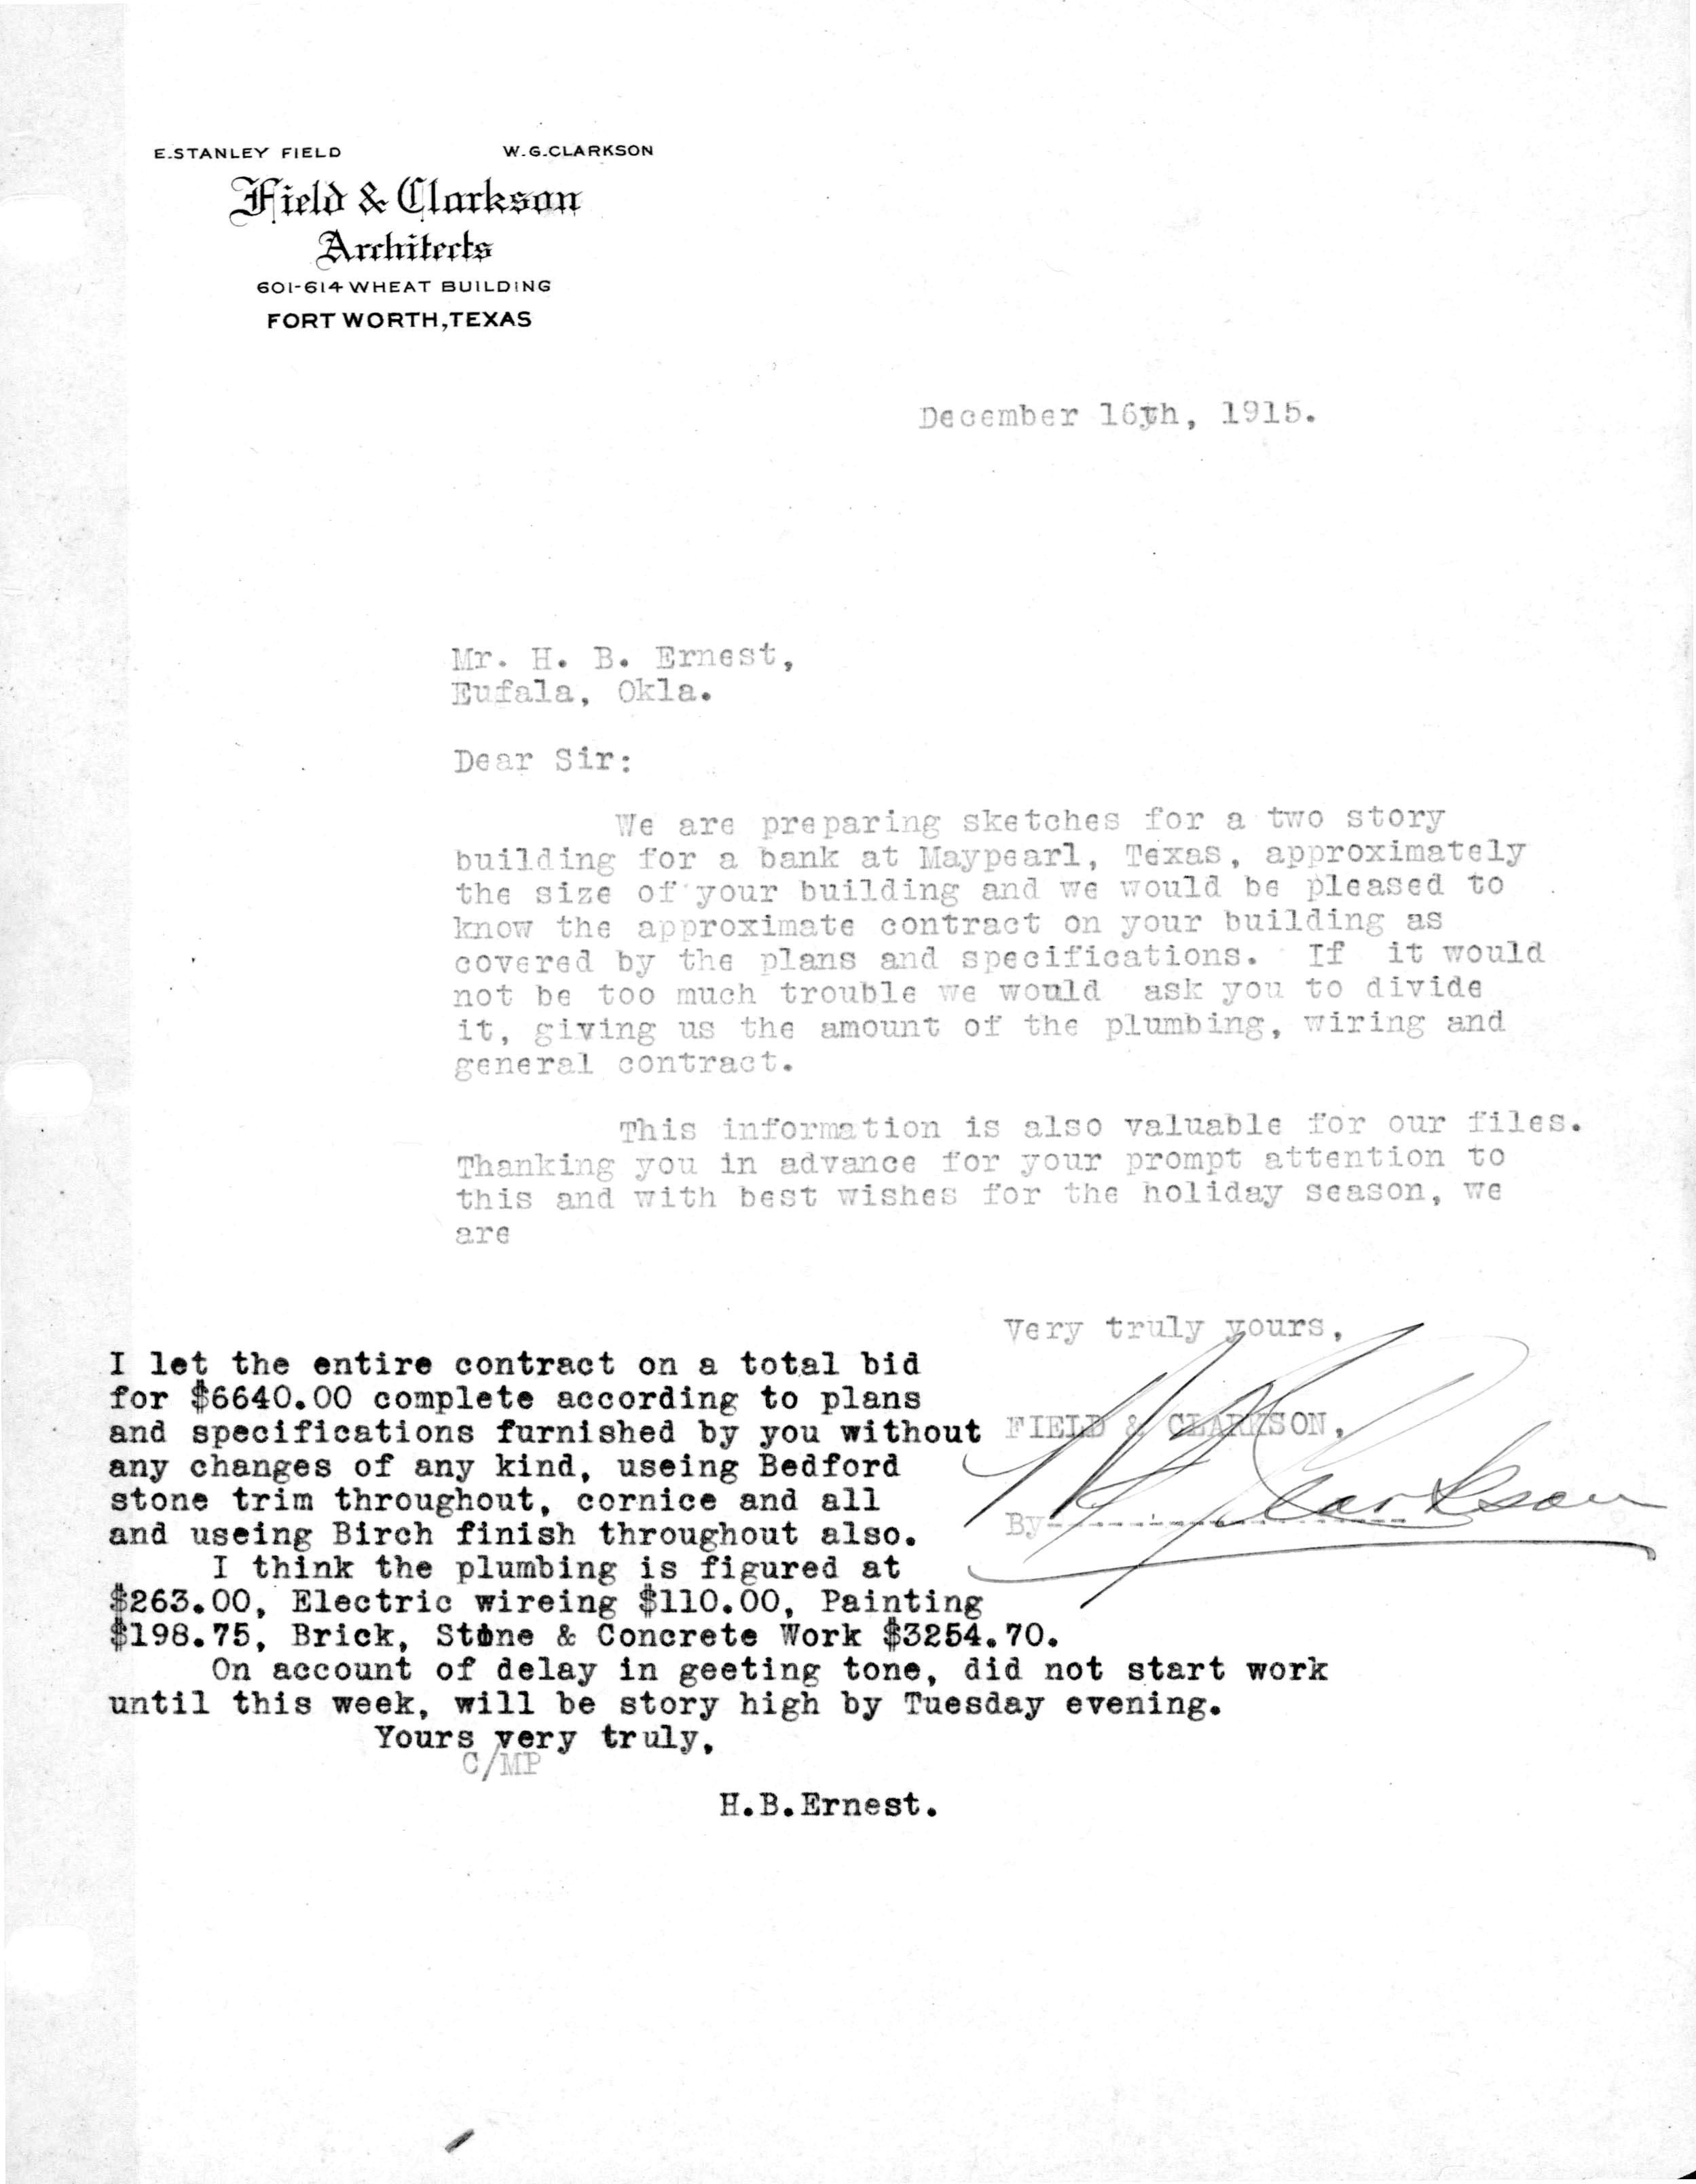 E.STANLEY FIELD W.G.CLARKSON
Field & Clarkson
Architects
601-614 WHEAT BUILDING
FORT WORTH, TEXAS
December 16th, 1915.
Mr. H. B. Ernest,
Eufala, Okla.
Dear Sir:
We are preparing sketches for a two story
building for a bank at Maypearl, Texas, approximately
the size of your building and we would be pleased to
know the approximate contract on your building as
covered by the plans and specifications. If it would
not be too much trouble we would ask you to divide
it, giving us the amount of the plumbing, wiring and
general contract.
This information is also valuable for our files.
Thanking you in advance for your prompt attention to
this and with best wishes for the holiday season, we
are
Very truly yours,
FIELD & CLARKSON,
By W G Clarkson
I let the entire contract on a total bid
for $6640.00 complete according to plans
and specifications furnished by you without
any changes of any kind, useing Bedford
stone trim throughout, cornice and all
and useing Birch finish throughout also.
I think the plumbing is figured at
$263.00, Electric wireing $110.00, Painting
$198.75, Brick, Stone & Concrete Work $3254.70.
On account of delay in geeting tone, did not start work
until this week, will be story high by Tuesday evening.
Yours very truly,
C/MP
H.B.Ernest.